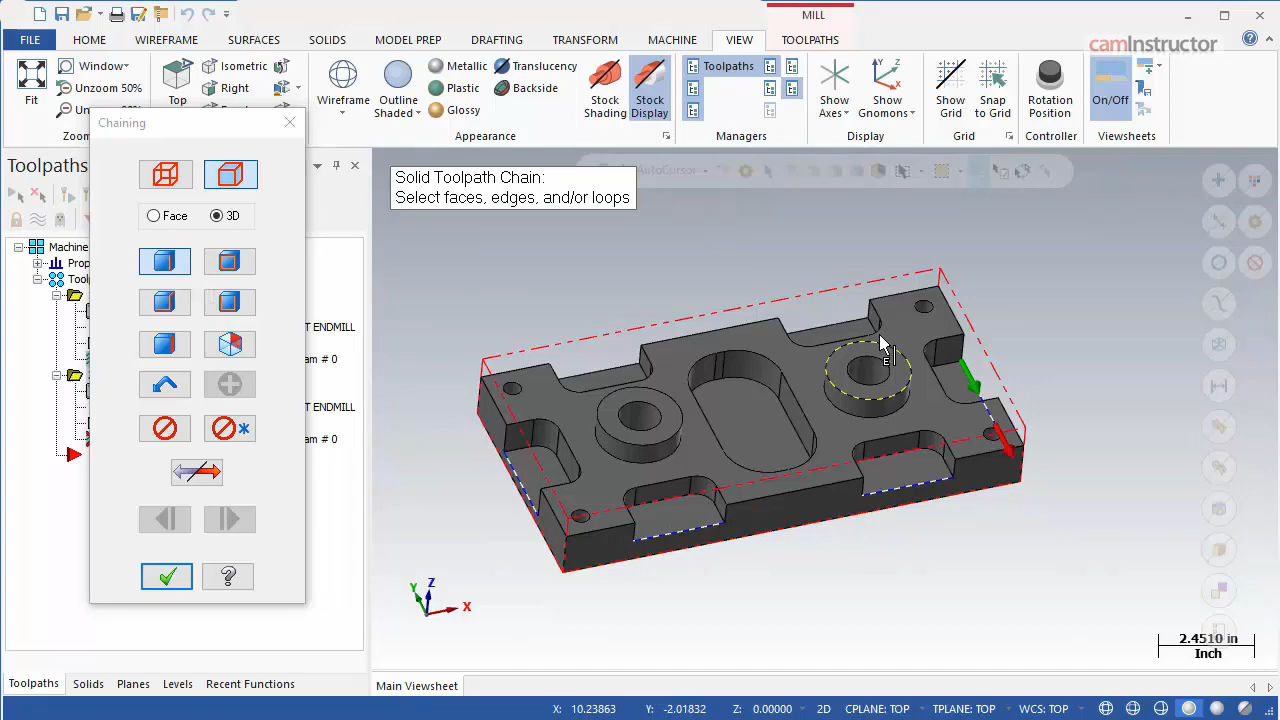 MILL
FILE HOME WIREFRAME SURFACES SOLIDS MODEL PREP DRAFTING TRANSFORM MACHINE VIEW TOOLPATHS
camInstructor
Window
Unzoom 50%
Fit
Zoom
Top
Isometric
Right
Wireframe
Outline
Shaded
Metallic
Plastic
Glossy
Translucency
Backside
Appearance
Stock
Shading
Stock
Display
Toolpaths
Managers
Show
Axes
Show
Gnomons
Display
Show
Grid
Snap
to Grid
Grid
Rotation
Position
Controller
On/Off
Viewsheets
Chaining
Toolpaths
Face
3D
Machine
Prop
ENDMILL
am # 0
ENDMILL
am # 0
Solid Toolpath Chain:
Select faces, edges, and/or loops
AutoCursor
E
Y Z X
2.4510 in
Inch
Toolpaths Solids Planes Levels Recent Functions
Main Viewsheet
X: 10.23863 Y: -2.01832 Z: 0.00000 2D CPLANE: TOP TPLANE: TOP WCS: TOP